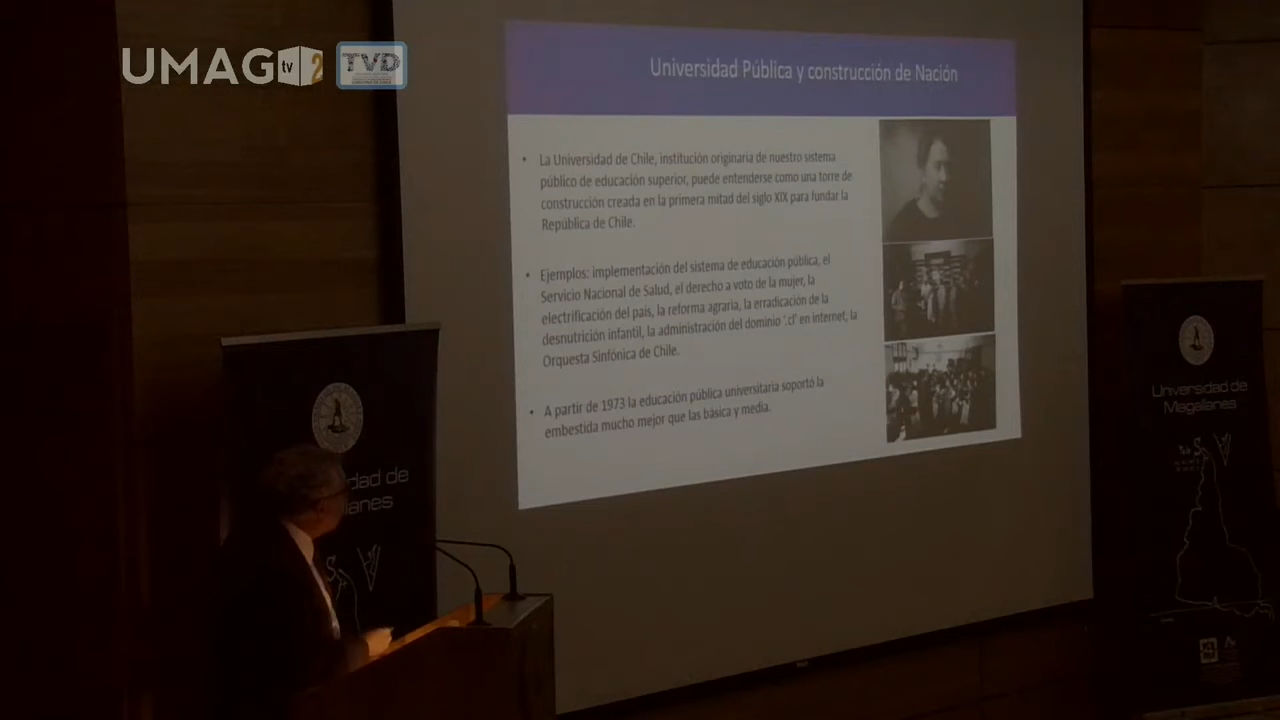 UMAG tv 2 TVD
Universidad Pública y construcción de Nación
• La Universidad de Chile, institución originaria de nuestro sistema
público de educación superior, puede entenderse como una torre de
construcción creada en la primera mitad del siglo XIX para fundar la
República de Chile.
• Ejemplos: implementación del sistema de educación pública, el
Servicio Nacional de Salud, el derecho a voto de la mujer, la
electrificación del país, la reforma agraria, la erradicación de la
desnutrición infantil, la administración del dominio '.cl' en internet, la
Orquesta Sinfónica de Chile.
• A partir de 1973 la educación pública universitaria soportó la
embestida mucho mejor que las básica y media.
dad de
lanes
Universidad de
Magallanes